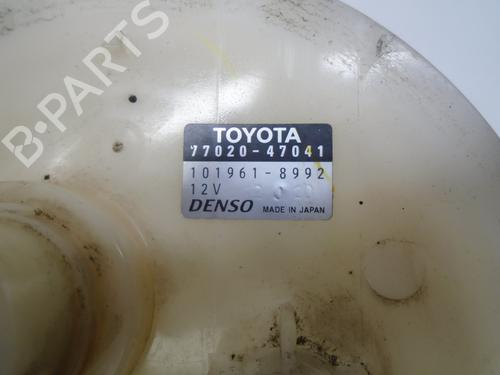 B-PARTS
TOYOTA
77020-47041
101961-8992
12V
DENSO MADE IN JAPAN